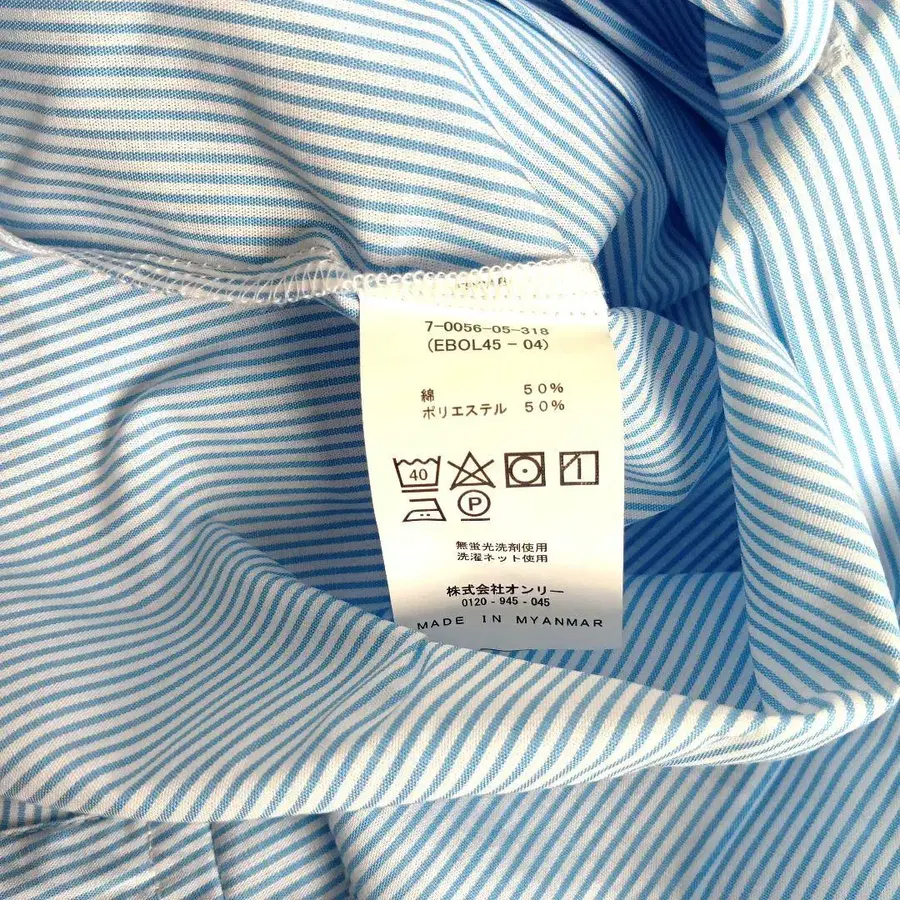 7-0056-05-318
(EBOL45-04)
綿 50%
ポリエステル 50%
40
P
無蛍光洗剤使用
洗濯ネット使用
株式会社オンリー
0120-945-045
MADE IN MYANMAR